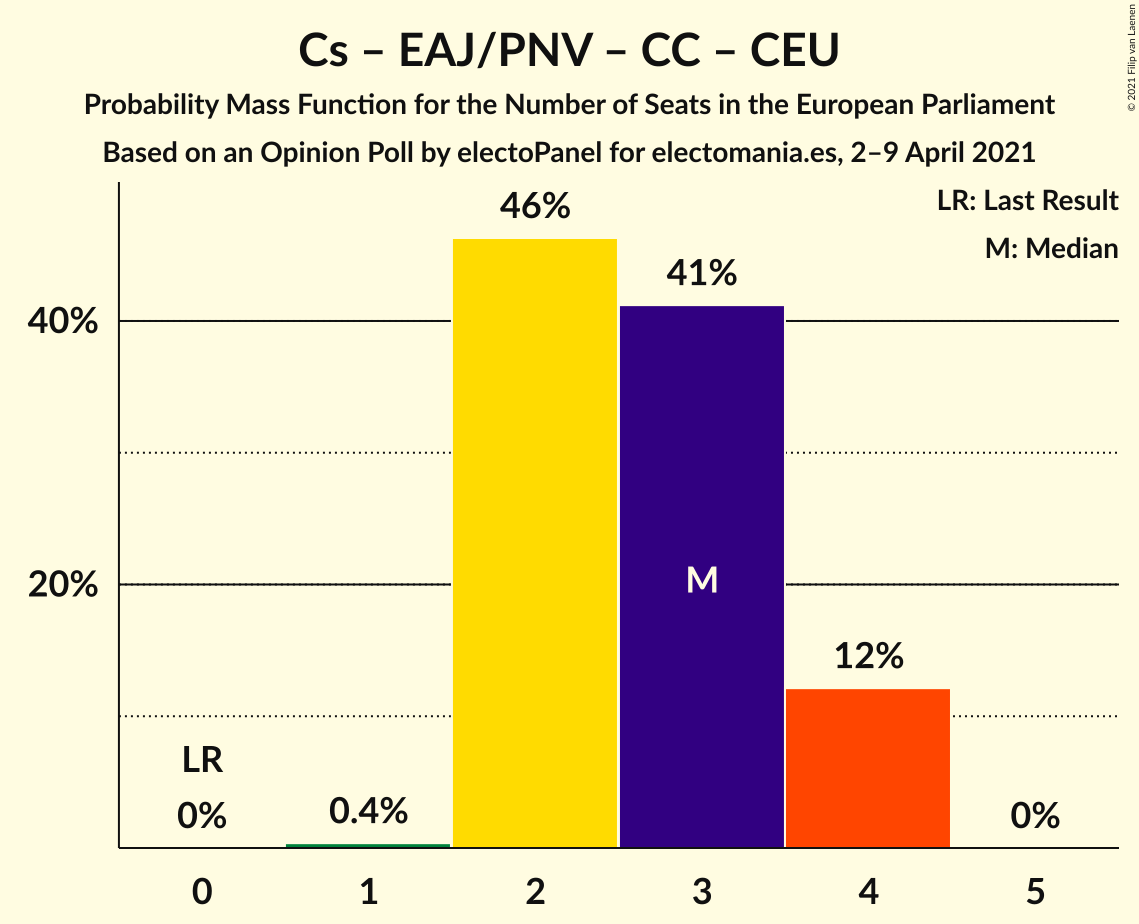 Cs – EAJ/PNV – CC – CEU
Probability Mass Function for the Number of Seats in the European Parliament
Based on an Opinion Poll by electoPanel for electomania.es, 2–9 April 2021
© 2021 Filip van Laenen
LR: Last Result
M: Median
46%
41%
40%
M
20%
12%
LR
0%
0.4%
0%
0 1 2 3 4 5